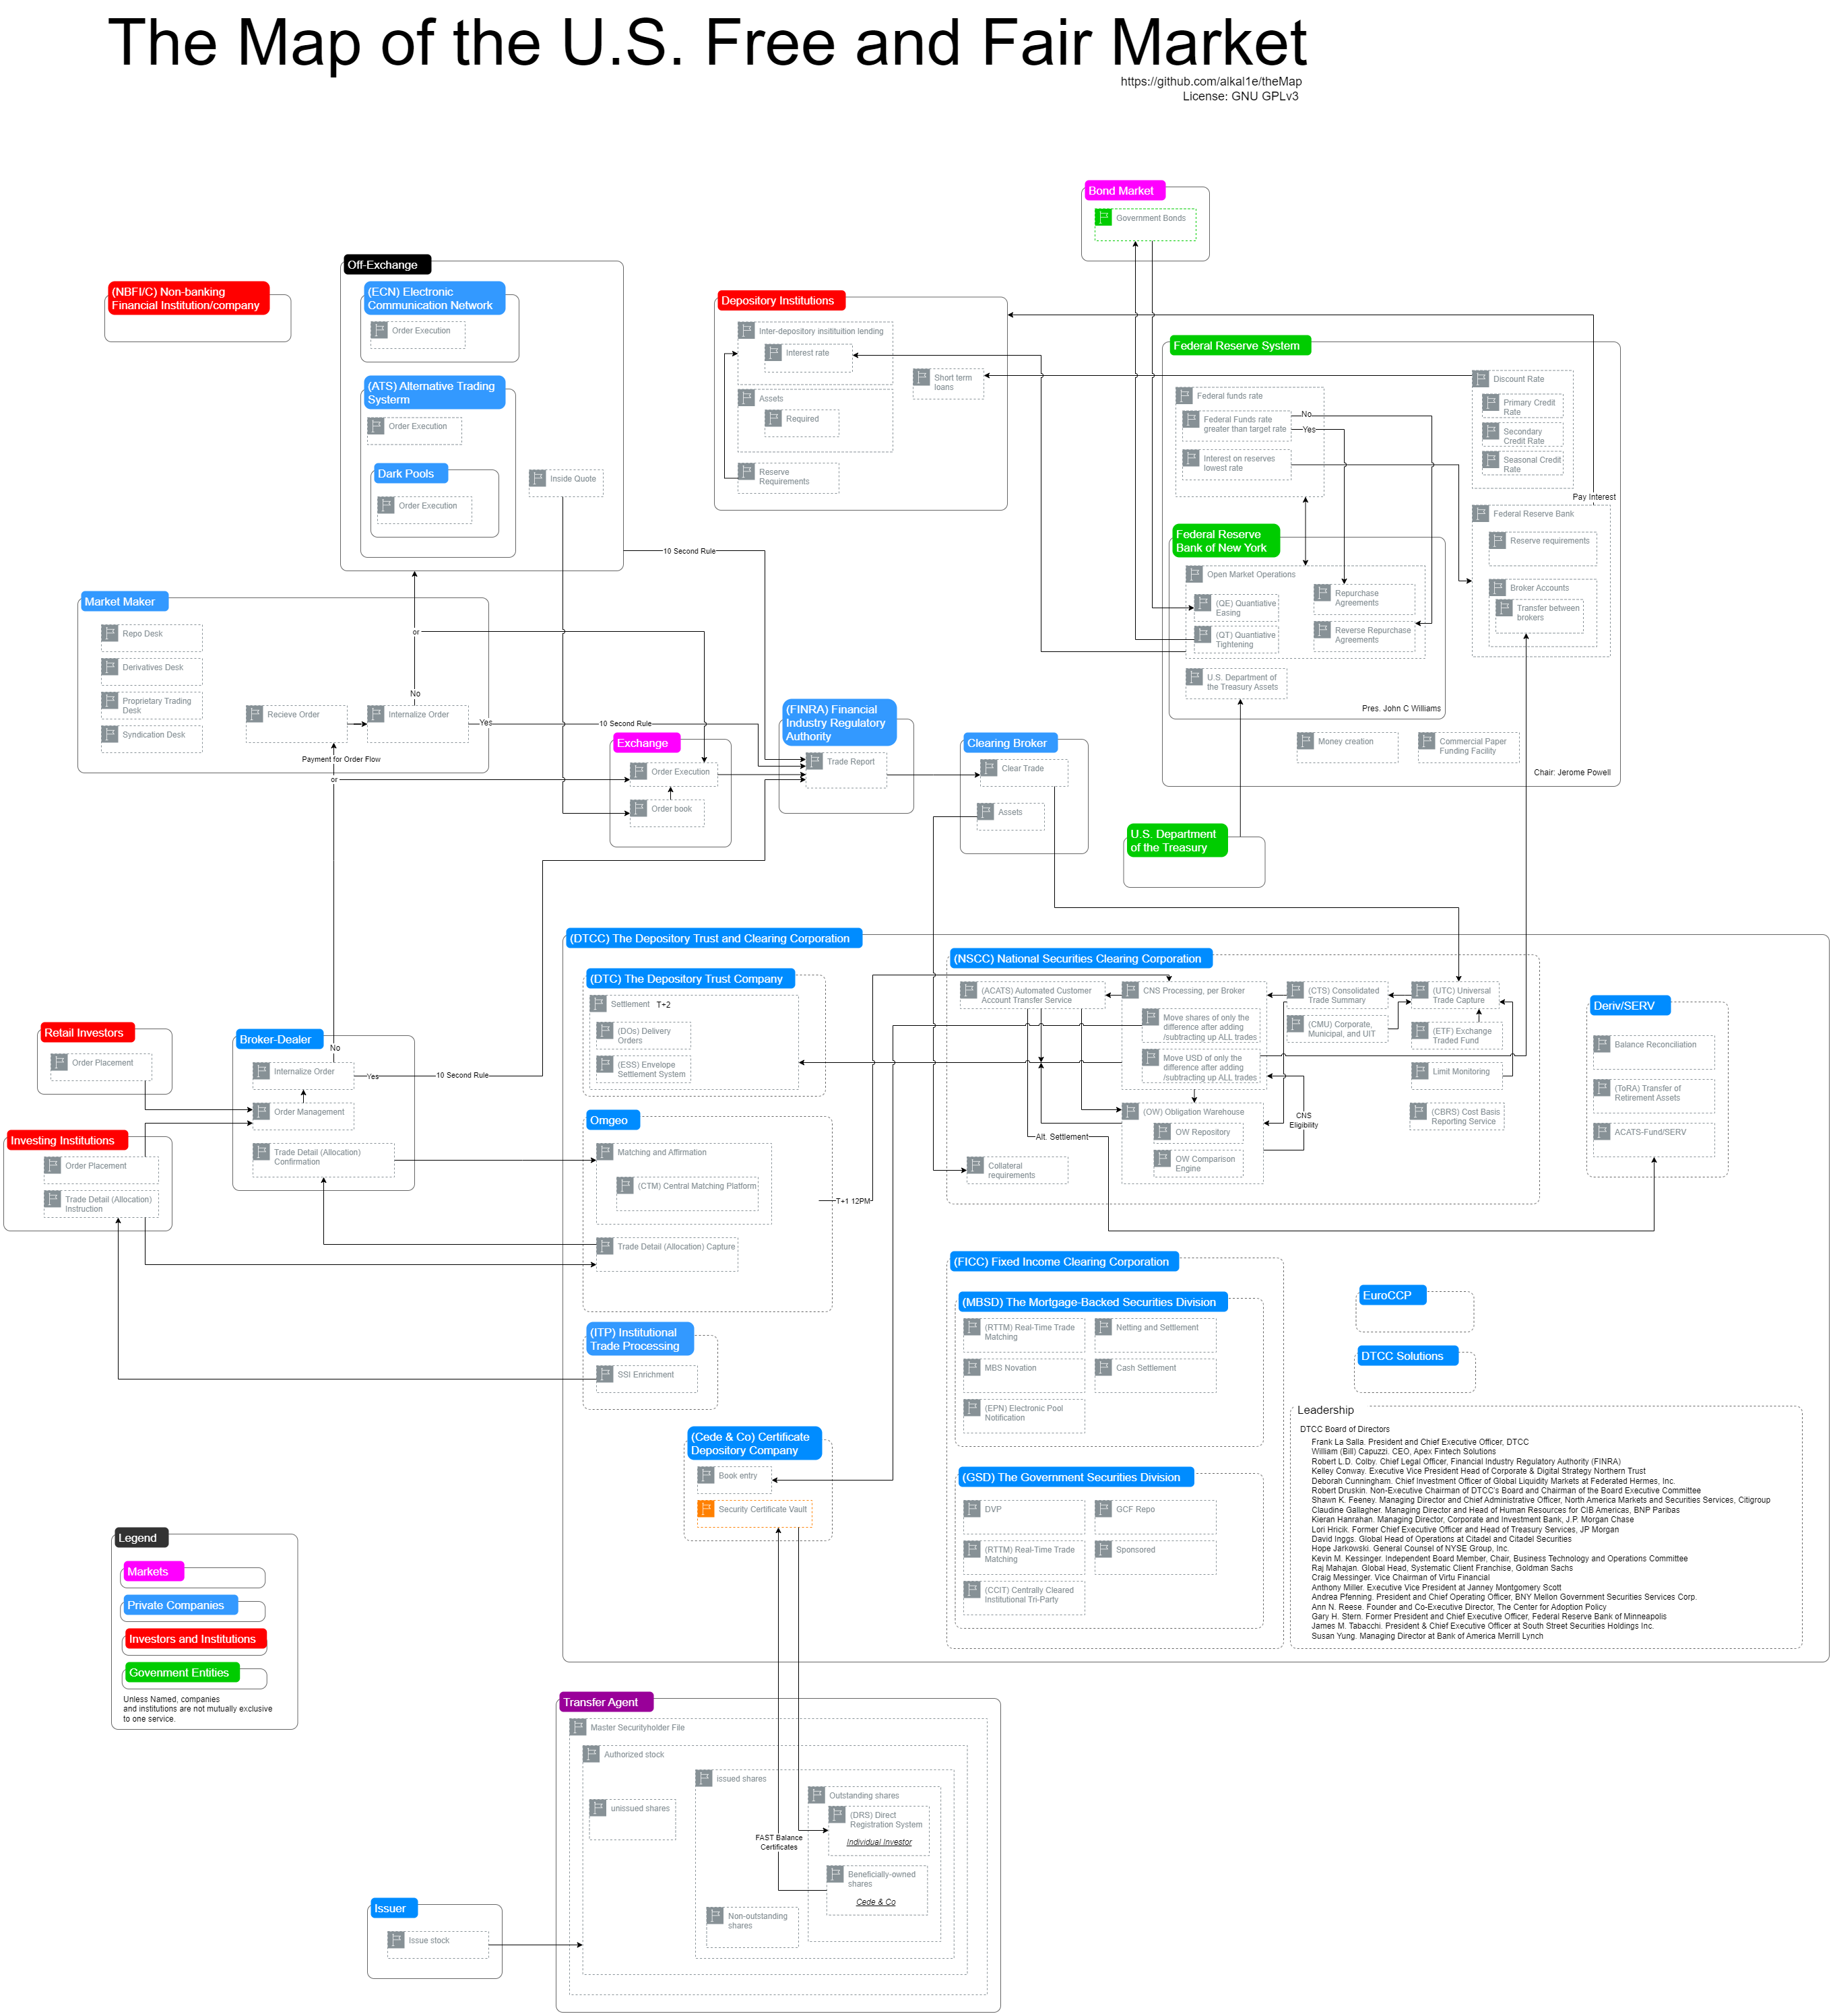 The Map of the U.S. Free and Fair Market
https://github.com/alkal1e/theMap
License: GNU GPLv3
Bond Market
Government Bonds
Off-Exchange
(NBFI/C) Non-banking
Financial Institution/company
(ECN) Electronic
Communication Network
Order Execution
(ATS) Alternative Trading
Systerm
Order Execution
Dark Pools
Order Execution
Inside Quote
Depository Institutions
Inter-depository insitituition lending
Interest rate
Short term
loans
Assets
Required
Reserve
Requirements
Federal Reserve System
Federal funds rate
Federal Funds rate
greater than target rate
No
Yes
Interest on reserves
lowest rate
Discount Rate
Primary Credit
Rate
Secondary
Credit Rate
Seasonal Credit
Rate
Pay Interest
Federal Reserve Bank
Reserve requirements
Broker Accounts
Transfer between
brokers
Federal Reserve
Bank of New York
Open Market Operations
(QE) Quantiative
Easing
(QT) Quantiative
Tightening
Repurchase
Agreements
Reverse Repurchase
Agreements
U.S. Department of
the Treasury Assets
Pres. John C Williams
Money creation
Commercial Paper
Funding Facility
Chair: Jerome Powell
10 Second Rule
Market Maker
Repo Desk
Derivatives Desk
Proprietary Trading
Desk
Syndication Desk
Recieve Order
Internalize Order
or
No
Yes
10 Second Rule
Payment for Order Flow
or
Exchange
Order Execution
Order book
(FINRA) Financial
Industry Regulatory
Authority
Trade Report
Clearing Broker
Clear Trade
Assets
U.S. Department
of the Treasury
(DTCC) The Depository Trust and Clearing Corporation
(DTC) The Depository Trust Company
Settlement
T+2
(DOs) Delivery
Orders
(ESS) Envelope
Settlement System
(NSCC) National Securities Clearing Corporation
(ACATS) Automated Customer
Account Transfer Service
CNS Processing, per Broker
Move shares of only the
difference after adding
/subtracting up ALL trades
Move USD of only the
difference after adding
/subtracting up ALL trades
(CTS) Consolidated
Trade Summary
(CMU) Corporate,
Municipal, and UIT
(UTC) Universal
Trade Capture
(ETF) Exchange
Traded Fund
Limit Monitoring
(CBRS) Cost Basis
Reporting Service
(OW) Obligation Warehouse
OW Repository
OW Comparison
Engine
CNS
Eligibility
Alt. Settlement
Collateral
requirements
Deriv/SERV
Balance Reconciliation
(ToRA) Transfer of
Retirement Assets
ACATS-Fund/SERV
Retail Investors
Order Placement
Investing Institutions
Order Placement
Trade Detail (Allocation)
Instruction
Broker-Dealer
No
Internalize Order
Yes
10 Second Rule
Order Management
Trade Detail (Allocation)
Confirmation
Omgeo
Matching and Affirmation
(CTM) Central Matching Platform
T+1 12PM
Trade Detail (Allocation) Capture
(ITP) Institutional
Trade Processing
SSI Enrichment
(Cede & Co) Certificate
Depository Company
Book entry
Security Certificate Vault
(FICC) Fixed Income Clearing Corporation
(MBSD) The Mortgage-Backed Securities Division
(RTTM) Real-Time Trade
Matching
Netting and Settlement
MBS Novation
Cash Settlement
(EPN) Electronic Pool
Notification
(GSD) The Government Securities Division
DVP
GCF Repo
(RTTM) Real-Time Trade
Matching
Sponsored
(CCIT) Centrally Cleared
Institutional Tri-Party
EuroCCP
DTCC Solutions
Leadership
DTCC Board of Directors
Frank La Salla. President and Chief Executive Officer, DTCC
William (Bill) Capuzzi. CEO, Apex Fintech Solutions
Robert L.D. Colby. Chief Legal Officer, Financial Industry Regulatory Authority (FINRA)
Kelley Conway. Executive Vice President Head of Corporate & Digital Strategy Northern Trust
Deborah Cunningham. Chief Investment Officer of Global Liquidity Markets at Federated Hermes, Inc.
Robert Druskin. Non-Executive Chairman of DTCC's Board and Chairman of the Board Executive Committee
Shawn K. Feeney. Managing Director and Chief Administrative Officer, North America Markets and Securities Services, Citigroup
Claudine Gallagher. Managing Director and Head of Human Resources for CIB Americas, BNP Paribas
Kieran Hanrahan. Managing Director, Corporate and Investment Bank, J.P. Morgan Chase
Lori Hricik. Former Chief Executive Officer and Head of Treasury Services, JP Morgan
David Inggs. Global Head of Operations at Citadel and Citadel Securities
Hope Jarkowski. General Counsel of NYSE Group, Inc.
Kevin M. Kessinger. Independent Board Member, Chair, Business Technology and Operations Committee
Raj Mahajan. Global Head, Systematic Client Franchise, Goldman Sachs
Craig Messinger. Vice Chairman of Virtu Financial
Anthony Miller. Executive Vice President at Janney Montgomery Scott
Andrea Pfenning. President and Chief Operating Officer, BNY Mellon Government Securities Services Corp.
Ann N. Reese. Founder and Co-Executive Director, The Center for Adoption Policy
Gary H. Stern. Former President and Chief Executive Officer, Federal Reserve Bank of Minneapolis
James M. Tabacchi. President & Chief Executive Officer at South Street Securities Holdings Inc.
Susan Yung. Managing Director at Bank of America Merrill Lynch
Legend
Markets
Private Companies
Investors and Institutions
Govenment Entities
Unless Named, companies
and institutions are not mutually exclusive
to one service.
Transfer Agent
Master Securityholder File
Authorized stock
issued shares
unissued shares
Outstanding shares
(DRS) Direct
Registration System
Individual Investor
FAST Balance
Certificates
Beneficially-owned
shares
Cede & Co
Non-outstanding
shares
Issuer
Issue stock